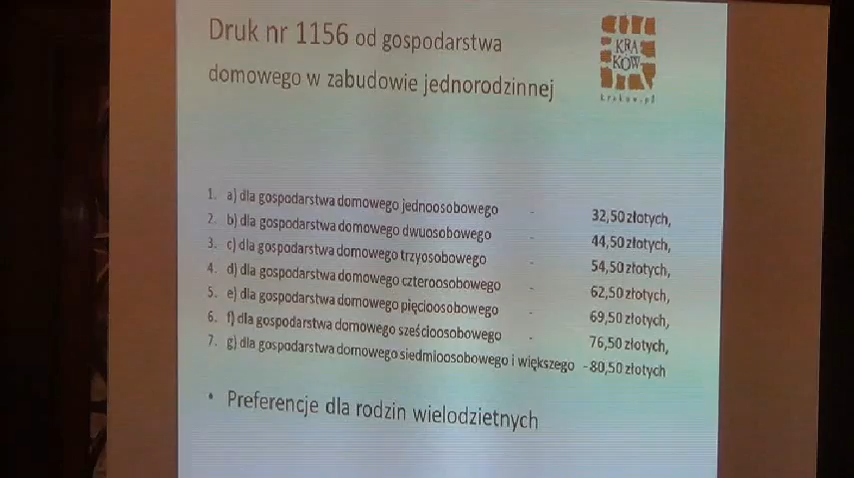 Druk nr 1156 od gospodarstwa
domowego w zabudowie jednorodzinnej
KRA
KÓW
krakow.pl
1. a) dla gospodarstwa domowego jednoosobowego - 32,50 złotych,
2. b) dla gospodarstwa domowego dwuosobowego - 44,50 złotych,
3. c) dla gospodarstwa domowego trzyosobowego - 54,50 złotych,
4. d) dla gospodarstwa domowego czteroosobowego - 62,50 złotych,
5. e) dla gospodarstwa domowego pięcioosobowego - 69,50 złotych,
6. f) dla gospodarstwa domowego sześcioosobowego - 76,50 złotych,
7. g) dla gospodarstwa domowego siedmioosobowego i większego - 80,50 złotych
• Preferencje dla rodzin wielodzietnych